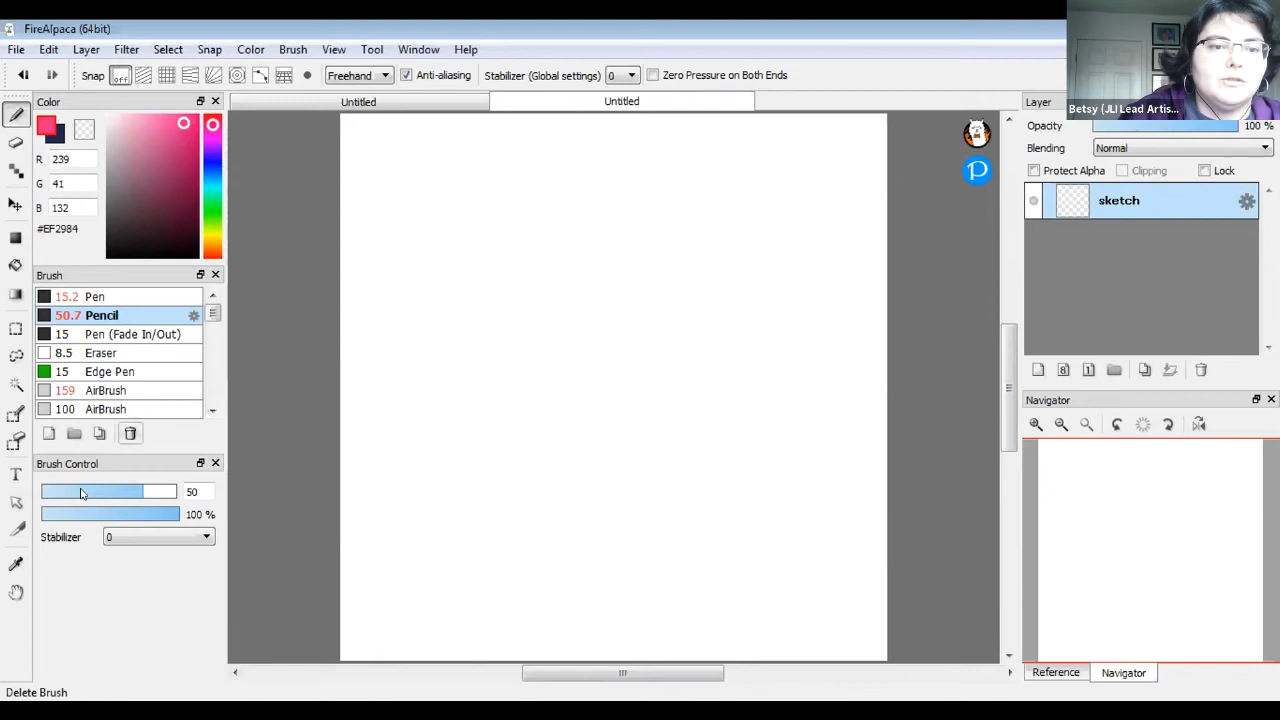 FireAlpaca (64bit)
File Edit Layer Filter Select Snap Color Brush View Tool Window Help
Snap off Freehand Anti-aliasing Stabilizer (Global settings) 0 Zero Pressure on Both Ends
Betsy (JLI Lead Artis...
Color
Untitled
Untitled
Layer
Opacity 100 %
Blending Normal
R 239
G 41
B 132
#EF2984
Protect Alpha Clipping Lock
sketch
Brush
15.2 Pen
50.7 Pencil
15 Pen (Fade In/Out)
8.5 Eraser
15 Edge Pen
159 AirBrush
100 AirBrush
8 1
Navigator
Brush Control
50
100 %
Stabilizer 0
T
P
Reference Navigator
Delete Brush